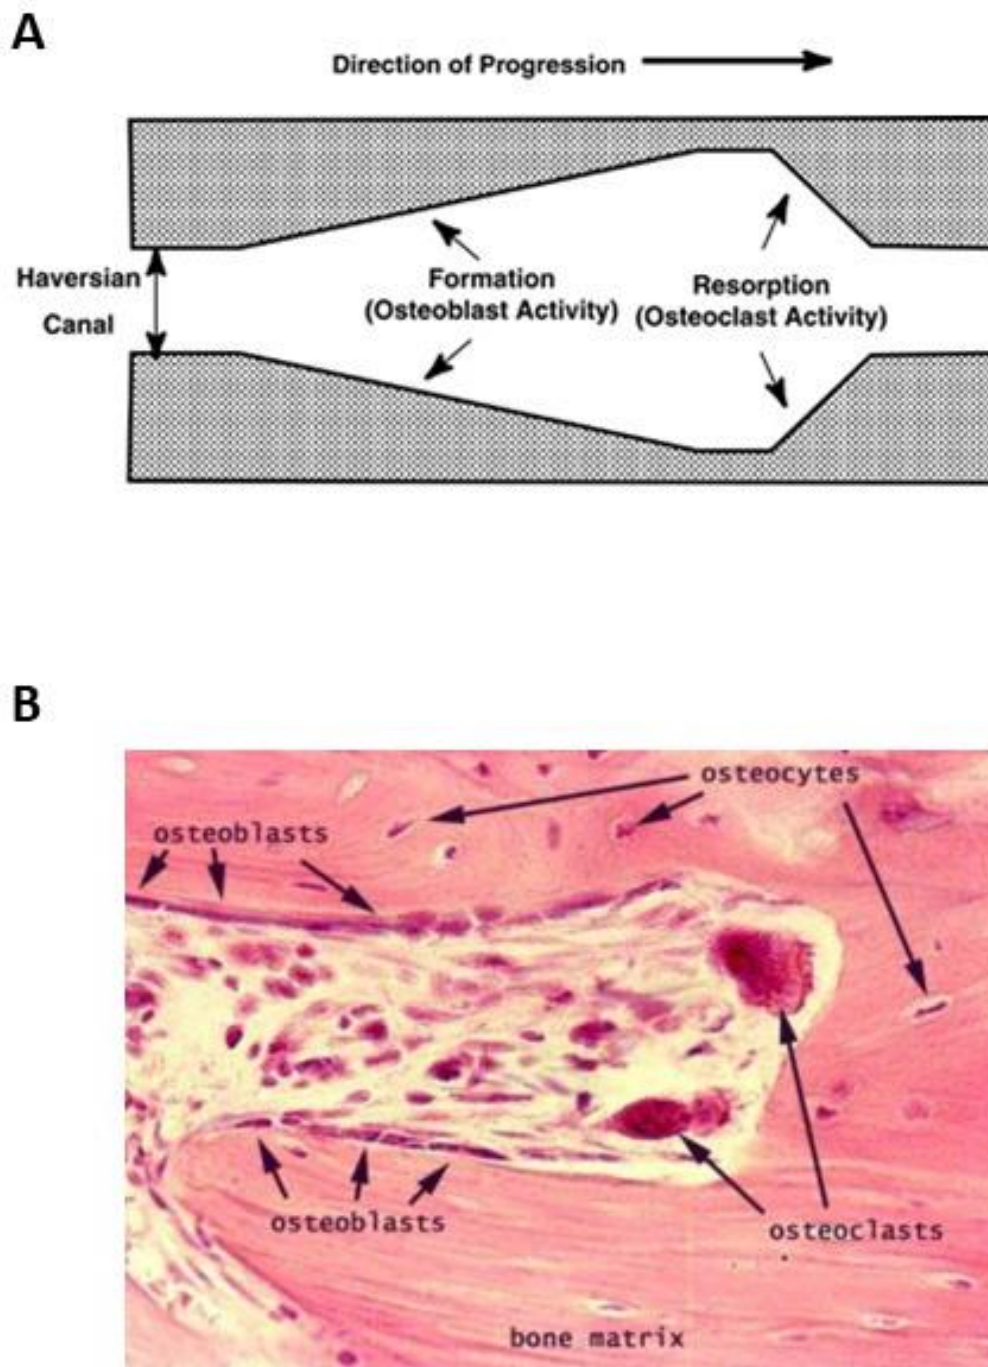 A
Direction of Progression
Haversian
Canal
Formation
(Osteoblast Activity)
Resorption
(Osteoclast Activity)
B
osteocytes
osteoblasts
osteoblasts
osteoclasts
bone matrix